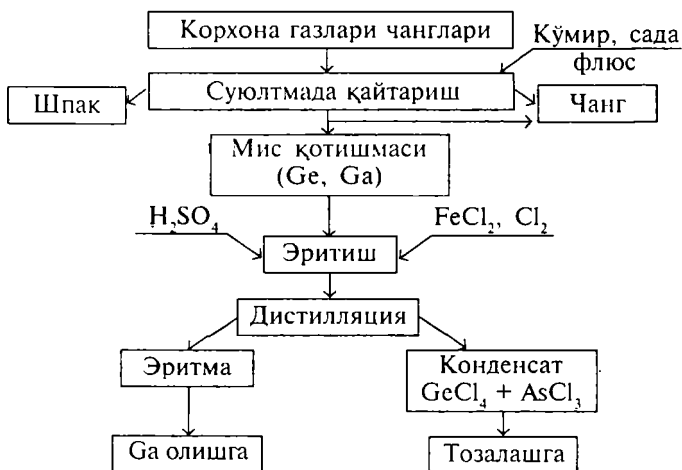 Корхона газлари чанглари
Кўмир, сада
флюс
Шпак
Суюлтмада қайтариш
Чанг
Мис қотишмаси
(Ge, Ga)
H₂SO₄
FeCl₂, Cl₂
Эритиш
Дистилляция
Эритма
Конденсат
GeCl₄ + AsCl₃
Ga олишга
Тозалашга